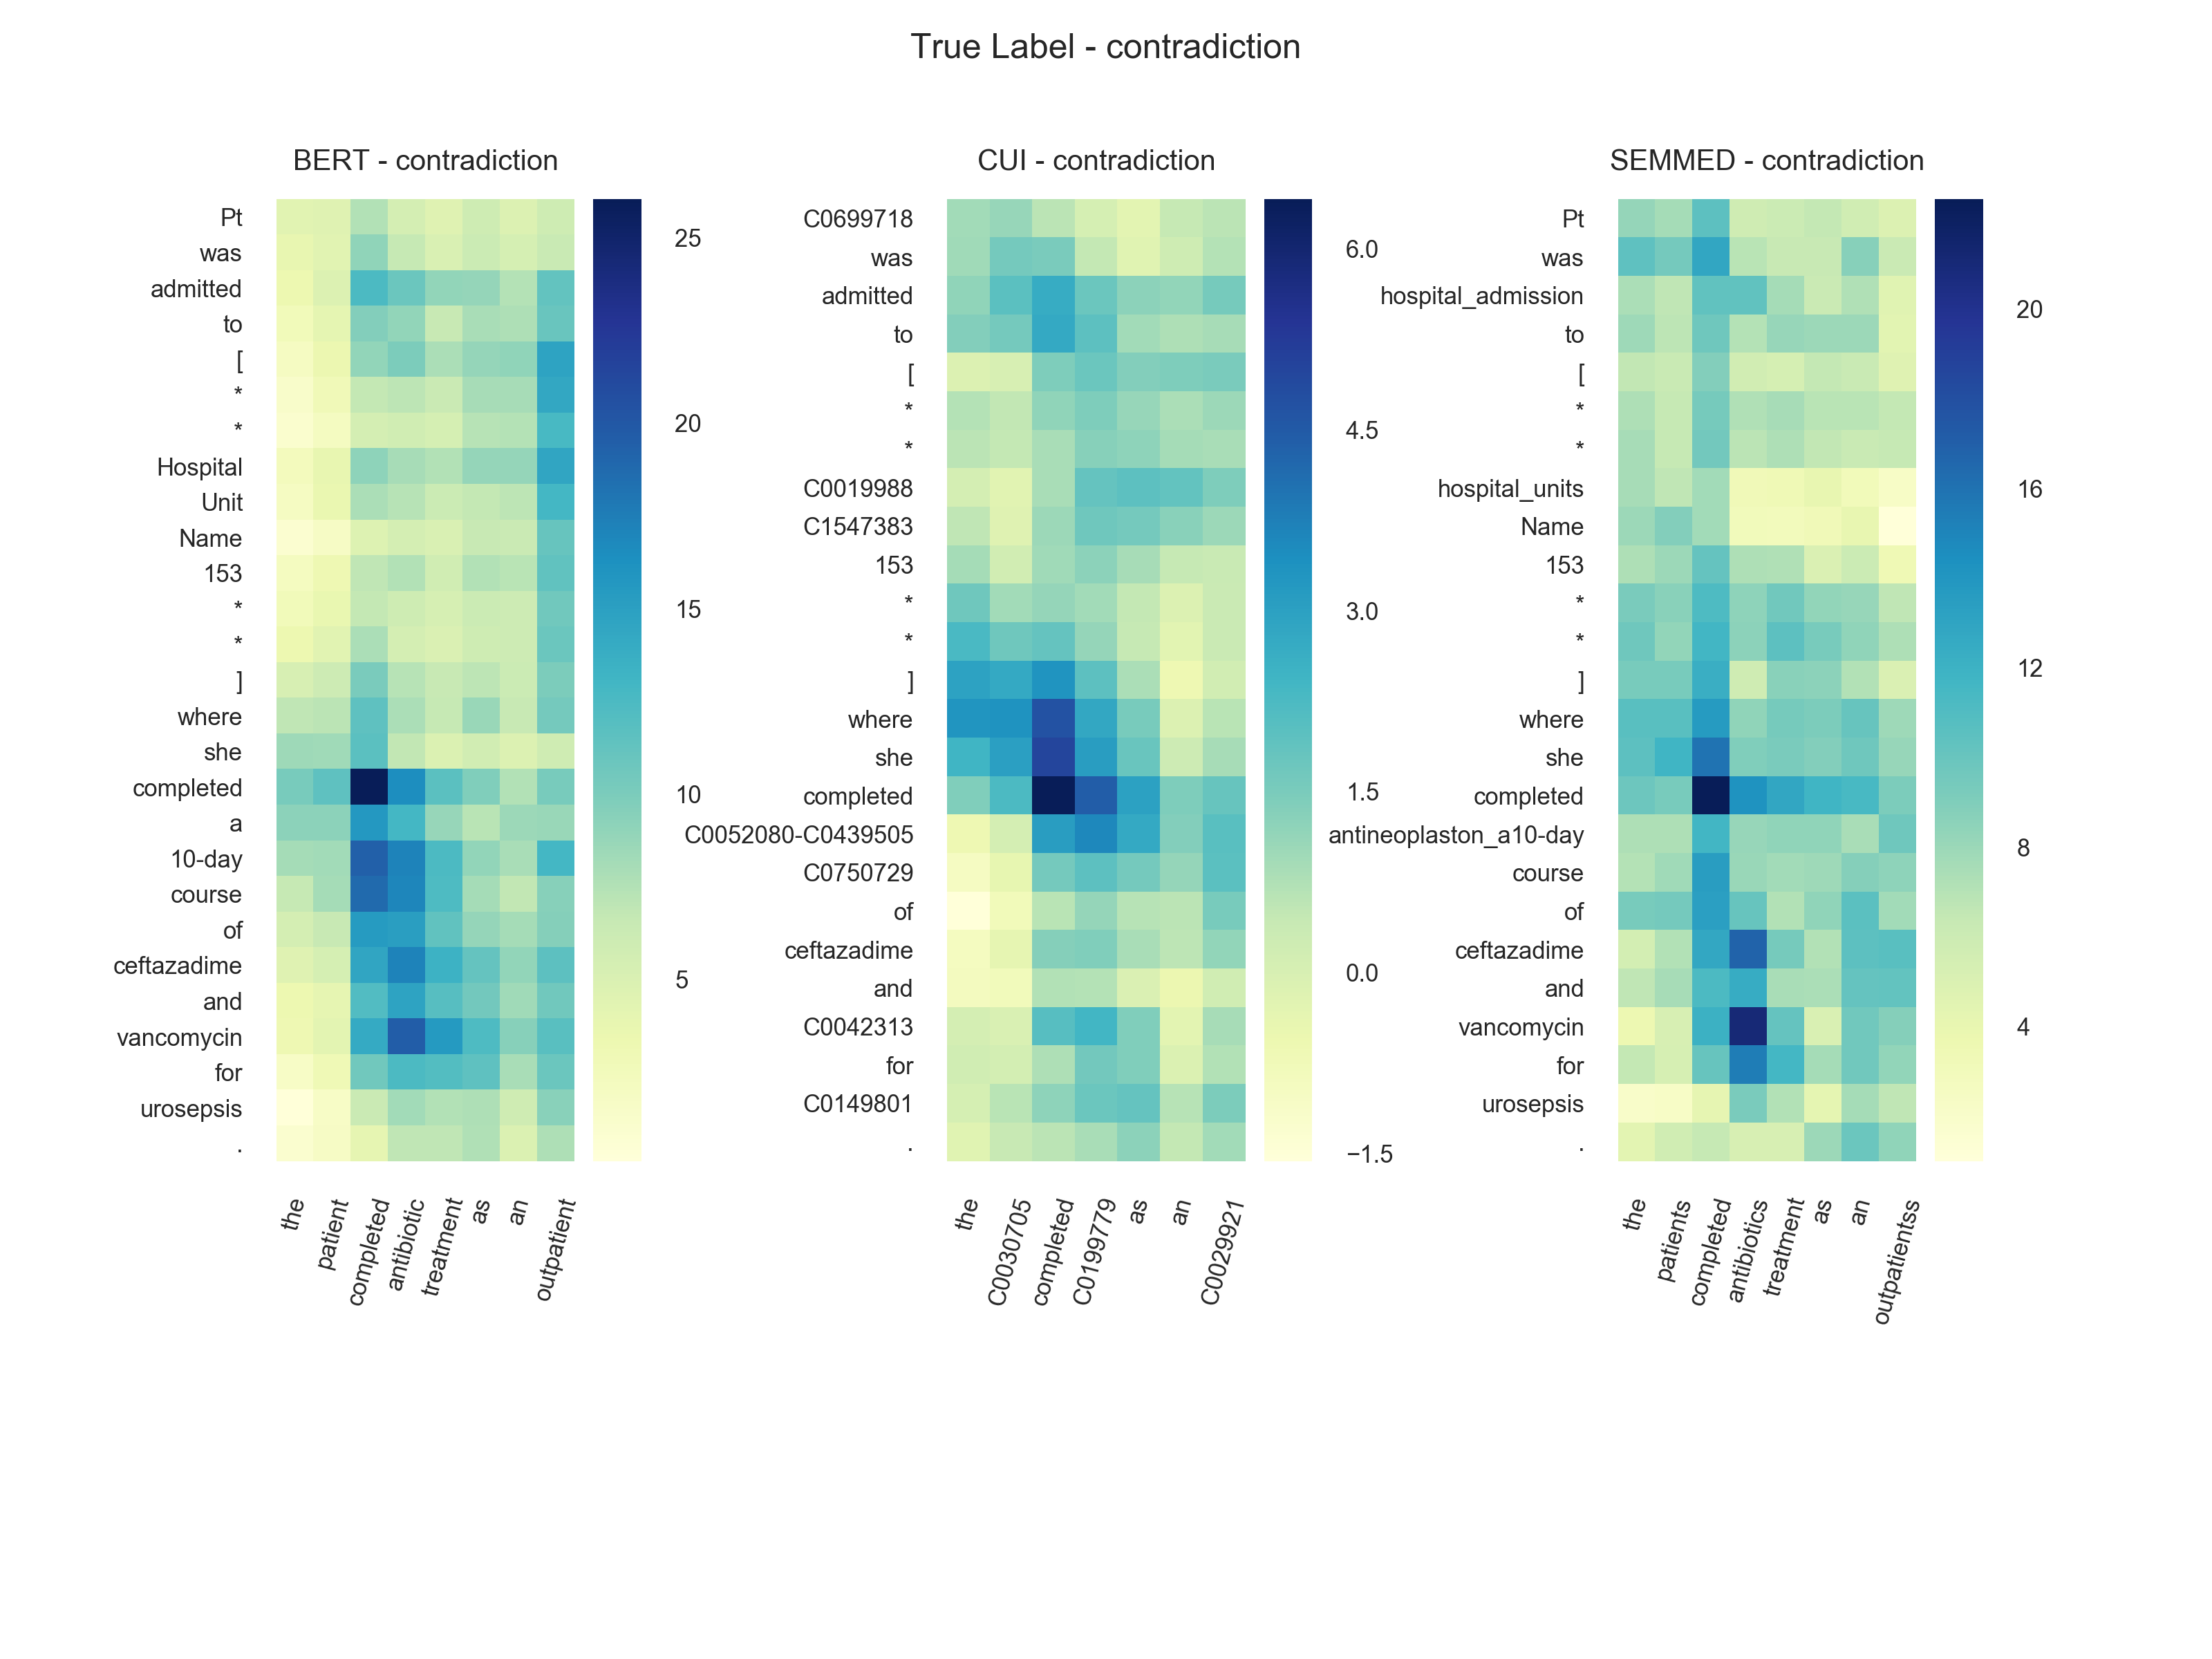 True Label - contradiction
BERT - contradiction
Pt
was
admitted
to
[
*
*
Hospital
Unit
Name
153
*
*
]
where
she
completed
a
10-day
course
of
ceftazadime
and
vancomycin
for
urosepsis
.
the
patient
completed
antibiotic
treatment
as
an
outpatient
25
20
15
10
5
CUI - contradiction
C0699718
was
admitted
to
[
*
*
C0019988
C1547383
153
*
*
]
where
she
completed
C0052080-C0439505
C0750729
of
ceftazadime
and
C0042313
for
C0149801
.
the
C0030705
completed
C0199779
as
an
C0029921
6.0
4.5
3.0
1.5
0.0
−1.5
SEMMED - contradiction
Pt
was
hospital_admission
to
[
*
*
hospital_units
Name
153
*
*
]
where
she
completed
antineoplaston_a10-day
course
of
ceftazadime
and
vancomycin
for
urosepsis
.
the
patients
completed
antibiotics
treatment
as
an
outpatientss
20
16
12
8
4